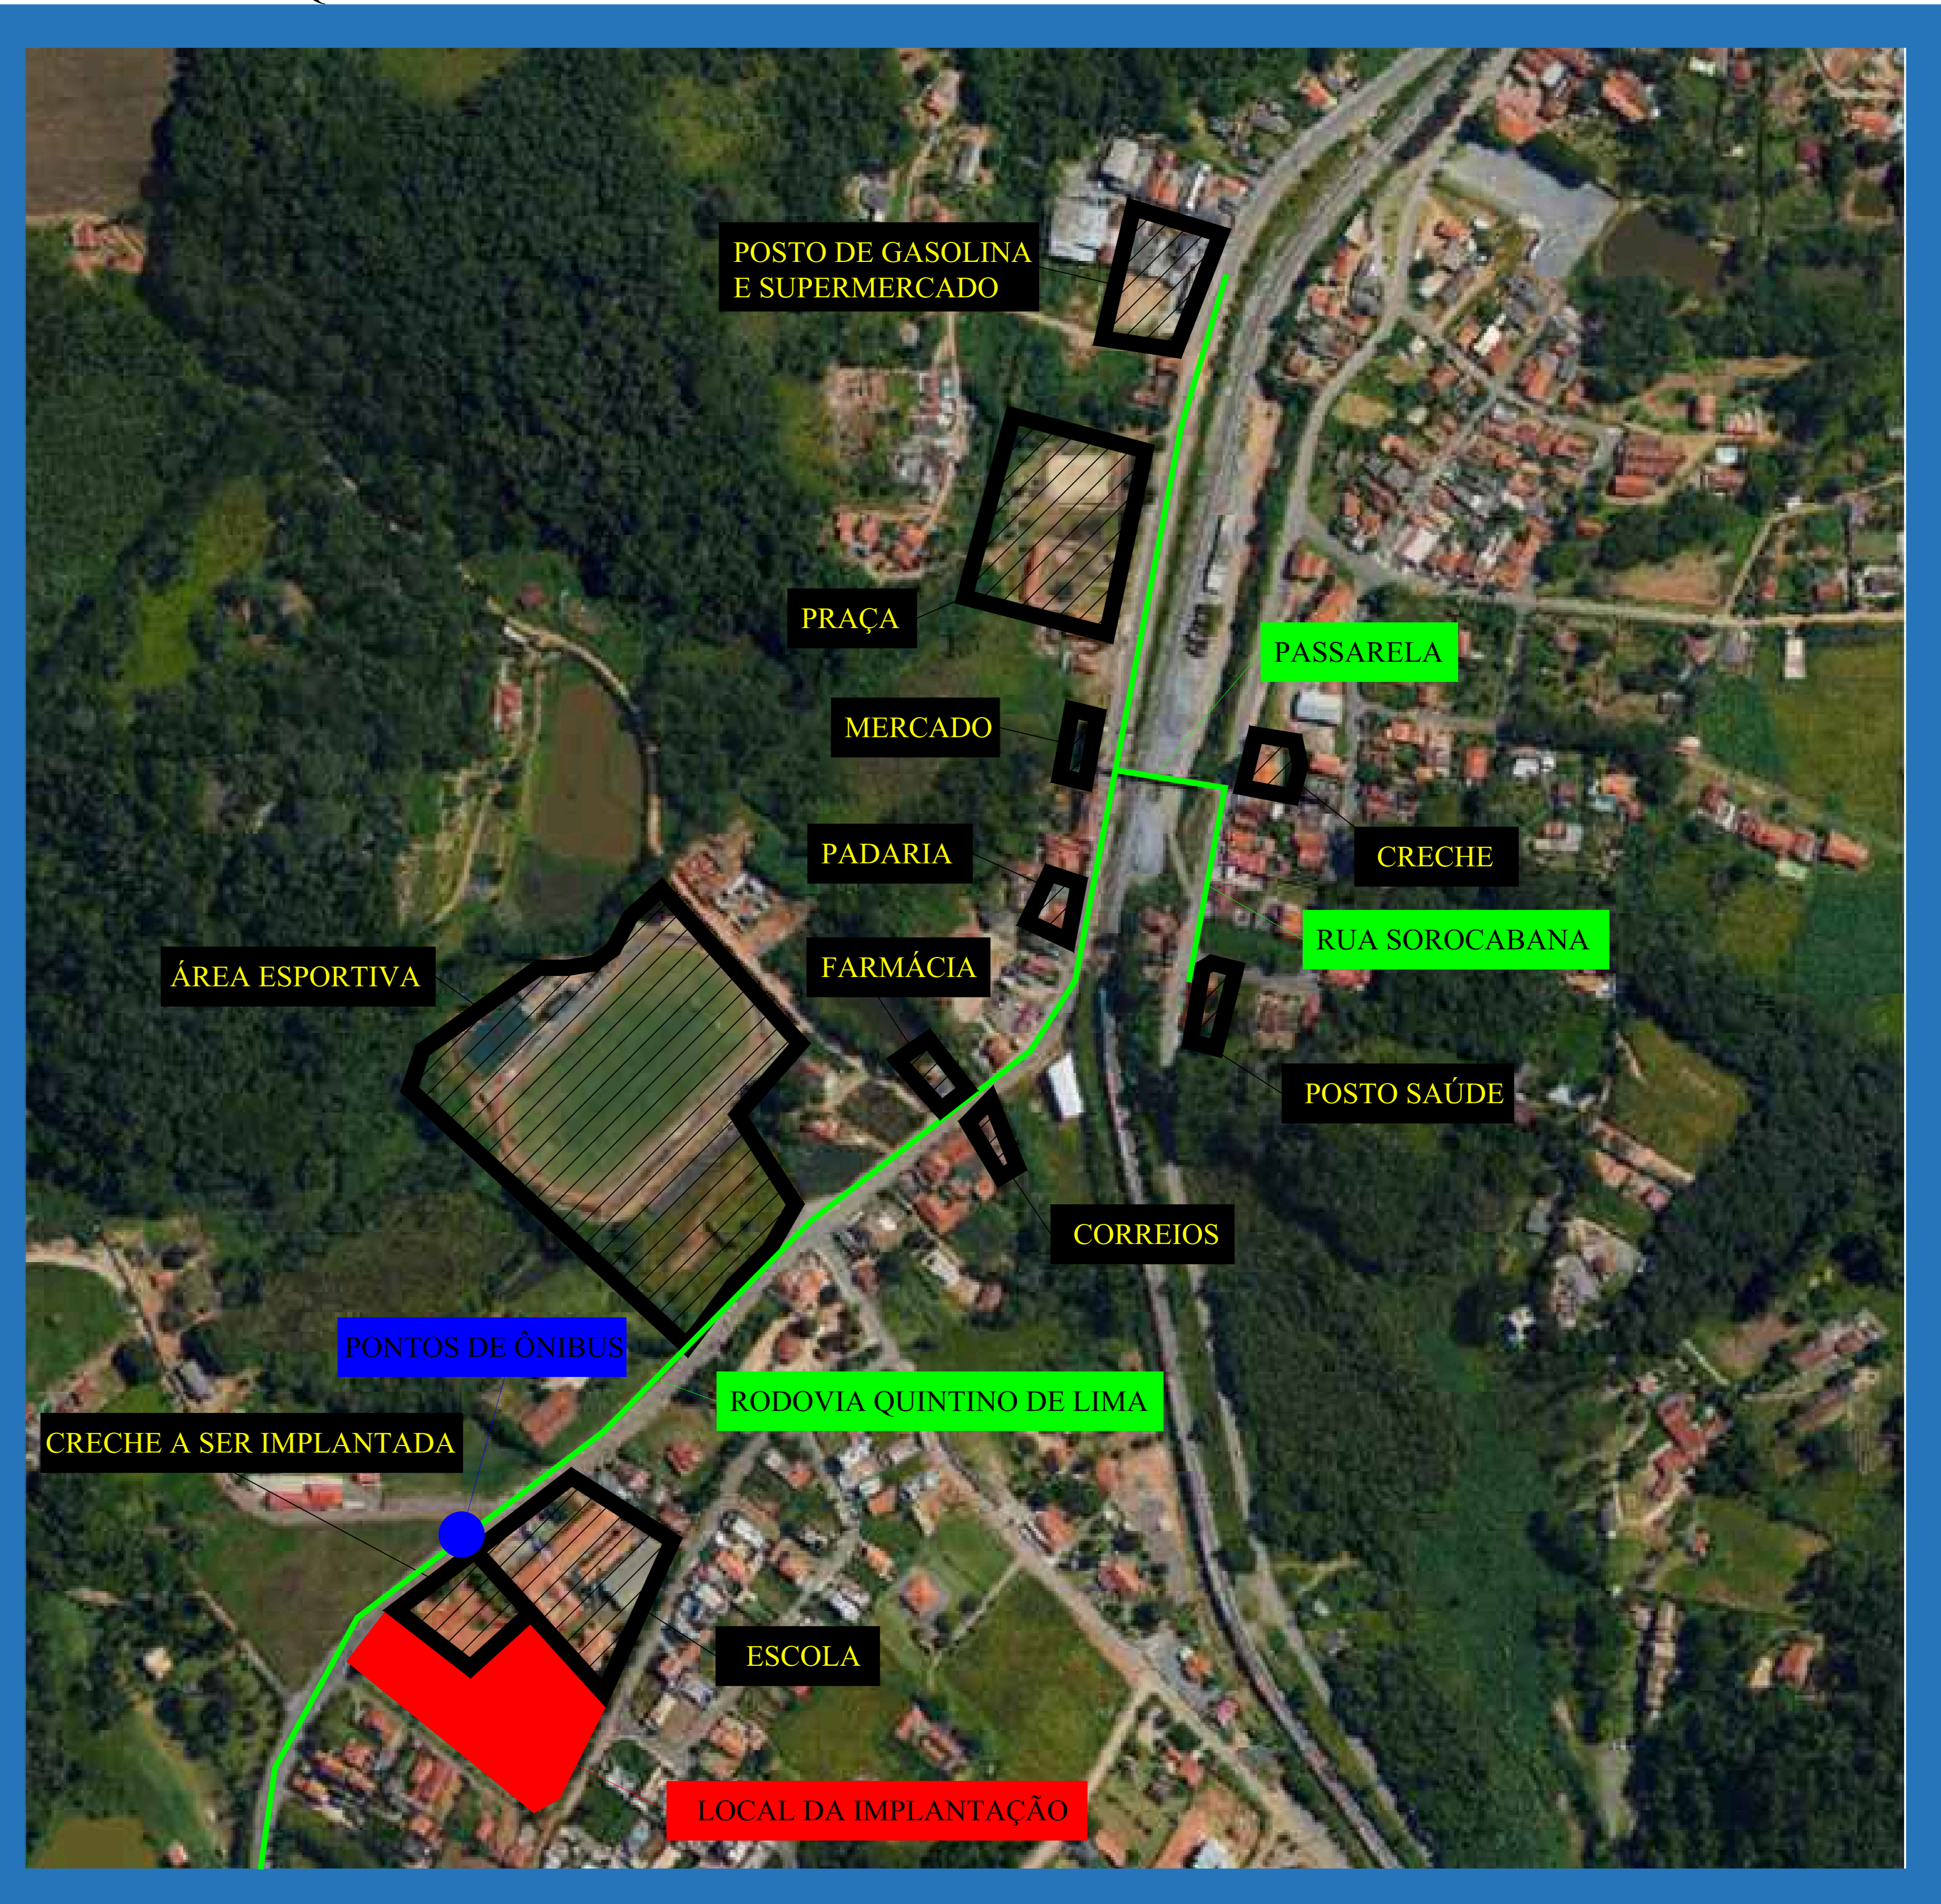 POSTO DE GASOLINA
E SUPERMERCADO
PRAÇA
PASSARELA
MERCADO
PADARIA
CRECHE
RUA SOROCABANA
FARMÁCIA
ÁREA ESPORTIVA
POSTO SAÚDE
CORREIOS
PONTOS DE ÔNIBUS
RODOVIA QUINTINO DE LIMA
CRECHE A SER IMPLANTADA
ESCOLA
LOCAL DA IMPLANTAÇÃO